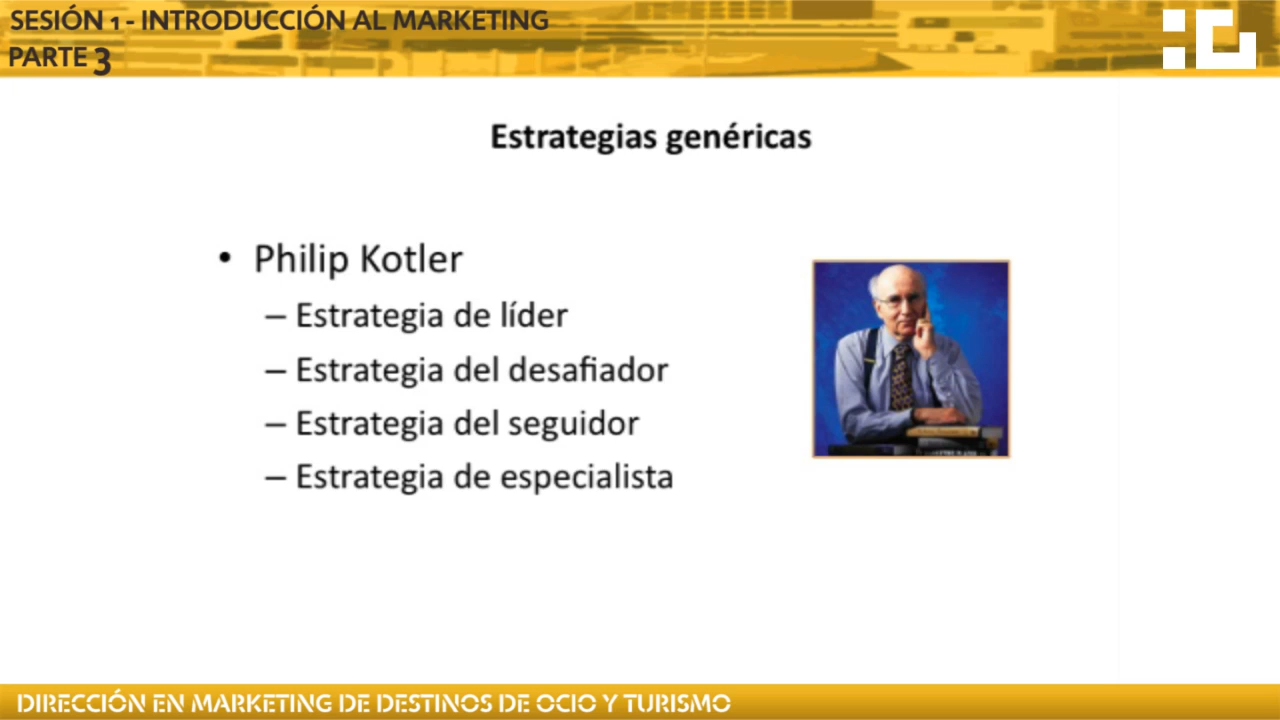 SESIÓN 1 - INTRODUCCIÓN AL MARKETING
PARTE 3
Estrategias genéricas
• Philip Kotler
– Estrategia de líder
– Estrategia del desafiador
– Estrategia del seguidor
– Estrategia de especialista
DIRECCIÓN EN MARKETING DE DESTINOS DE OCIO Y TURISMO